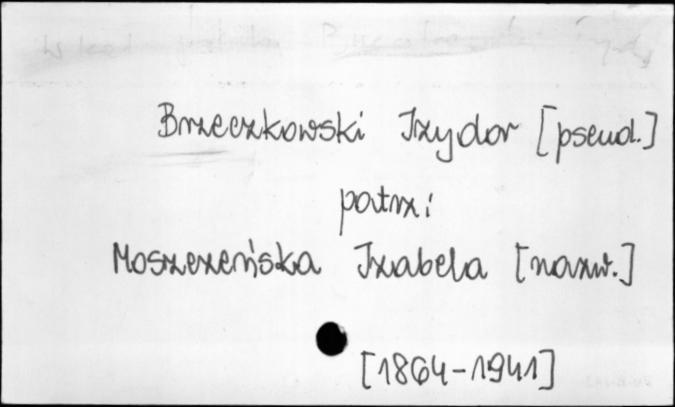 Brzeczkowski Izydor [pseud.]
patrz:
Moszczeńska Izabela [nazw.]
[1864-1941]